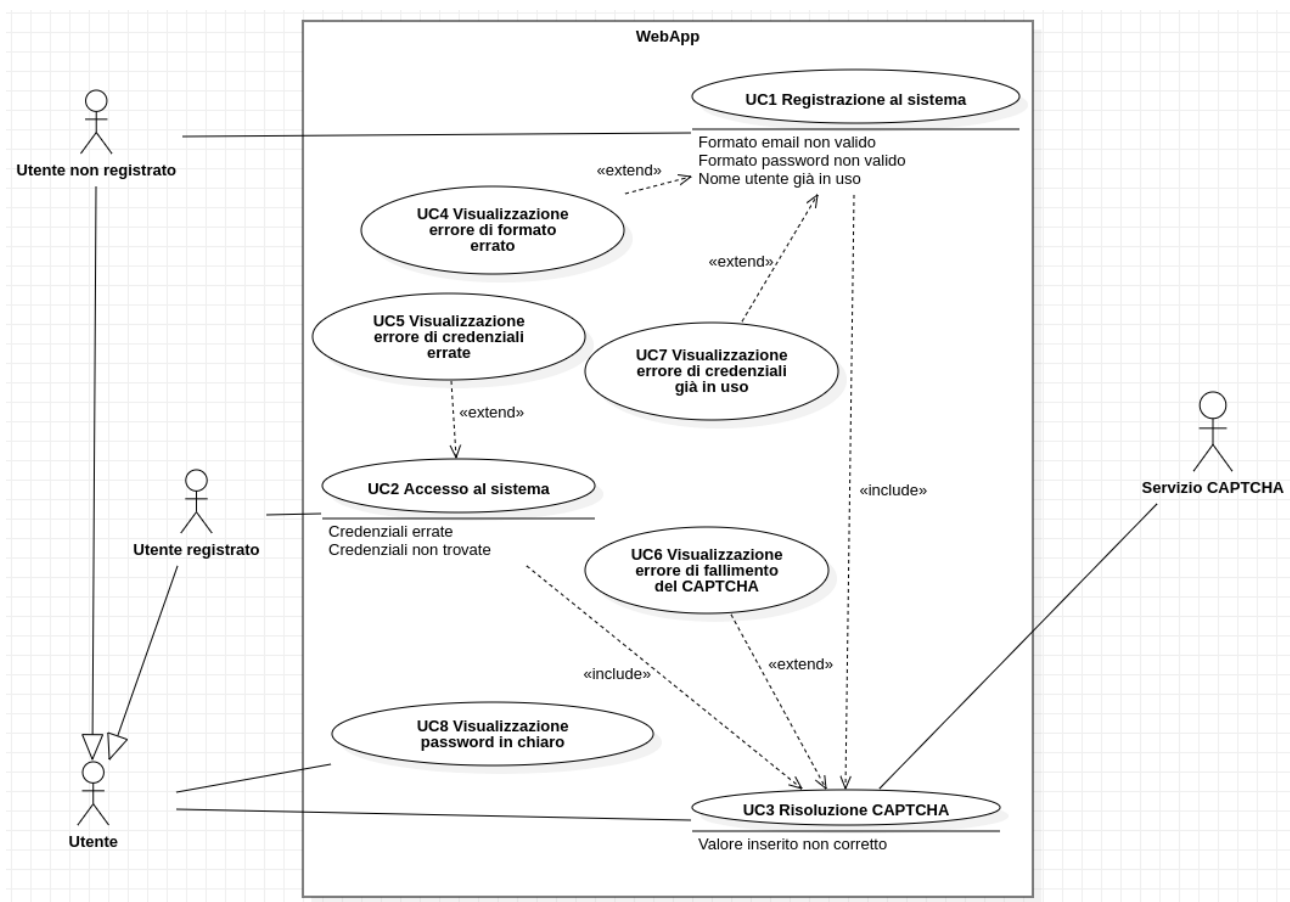 WebApp
UC1 Registrazione al sistema
Formato email non valido
Formato password non valido
Nome utente già in uso
Utente non registrato
«extend»
UC4 Visualizzazione
errore di formato
errato
«extend»
UC5 Visualizzazione
errore di credenziali
errate
UC7 Visualizzazione
errore di credenziali
già in uso
«extend»
UC2 Accesso al sistema
Credenziali errate
Credenziali non trovate
Utente registrato
«include»
Servizio CAPTCHA
UC6 Visualizzazione
errore di fallimento
del CAPTCHA
«include»
«extend»
UC8 Visualizzazione
password in chiaro
Utente
UC3 Risoluzione CAPTCHA
Valore inserito non corretto